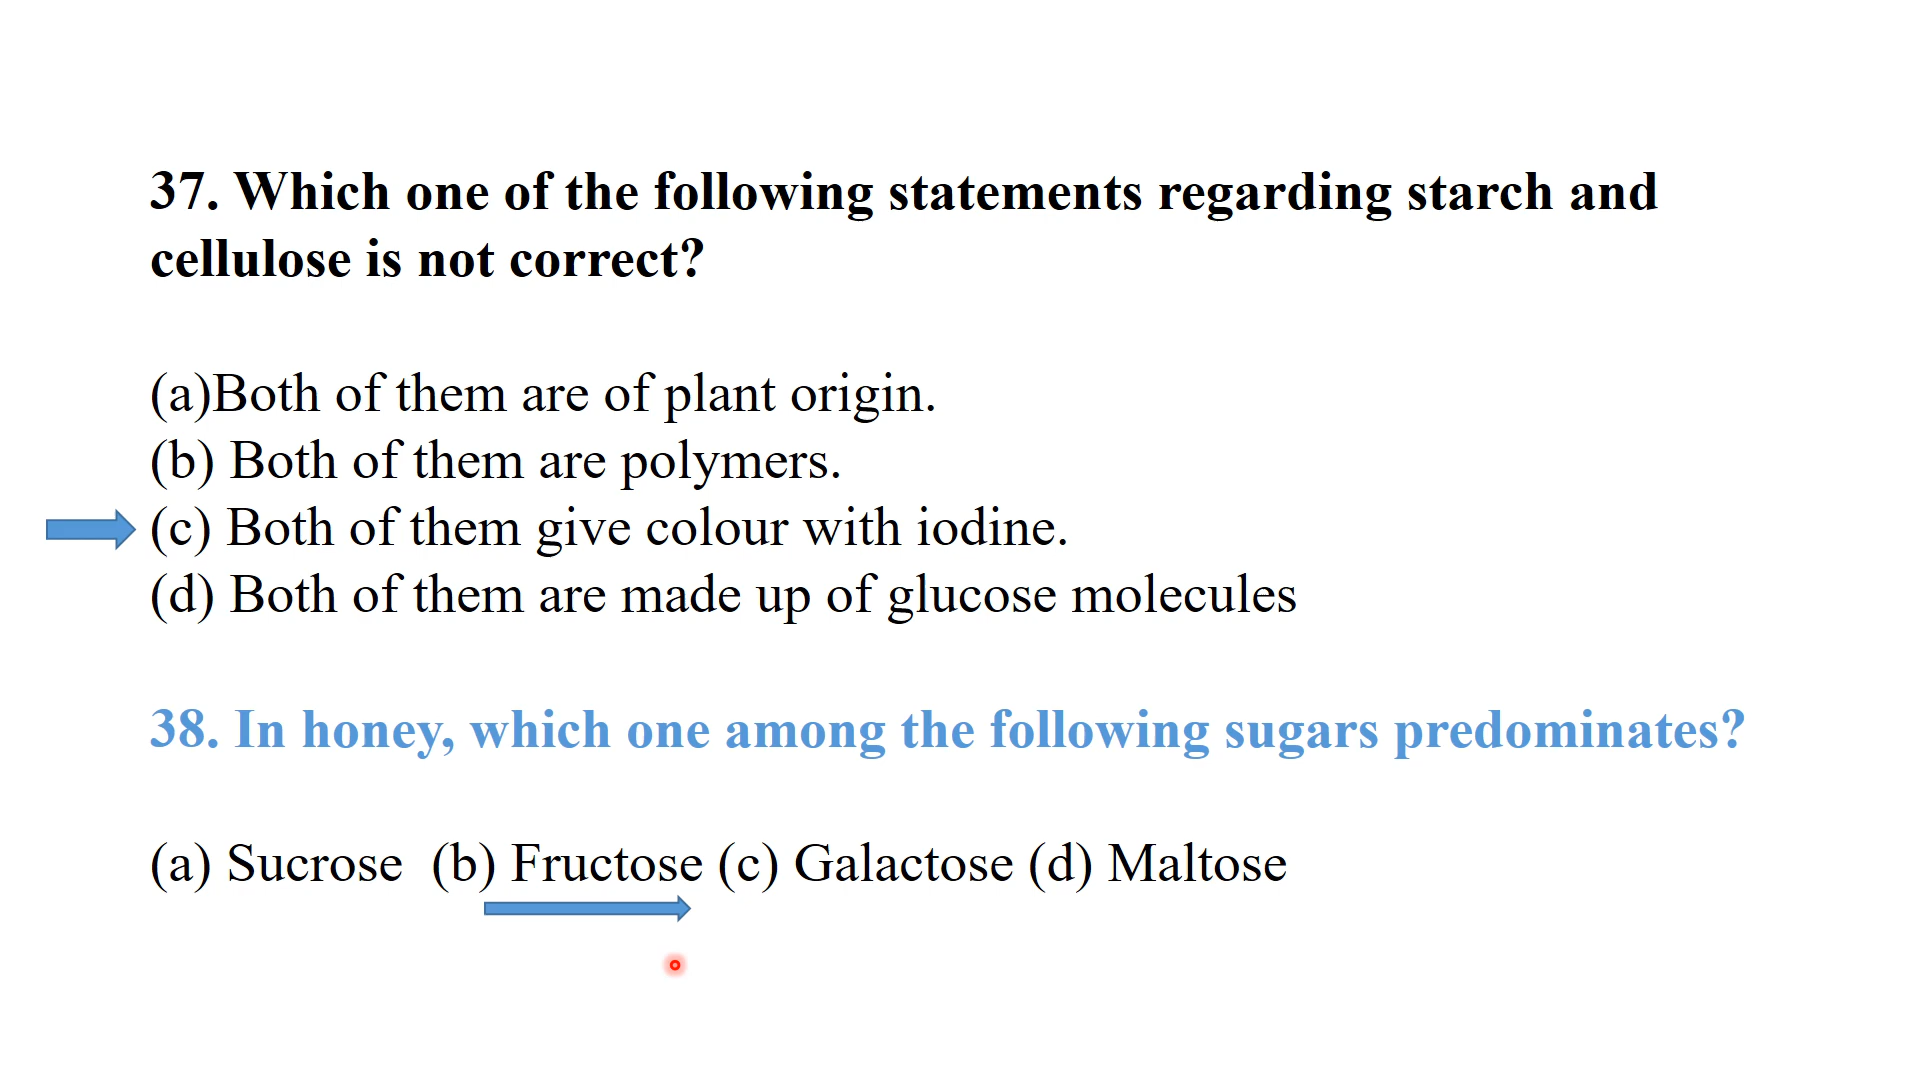 37. Which one of the following statements regarding starch and
cellulose is not correct?
(a)Both of them are of plant origin.
(b) Both of them are polymers.
(c) Both of them give colour with iodine.
(d) Both of them are made up of glucose molecules
38. In honey, which one among the following sugars predominates?
(a) Sucrose  (b) Fructose (c) Galactose (d) Maltose